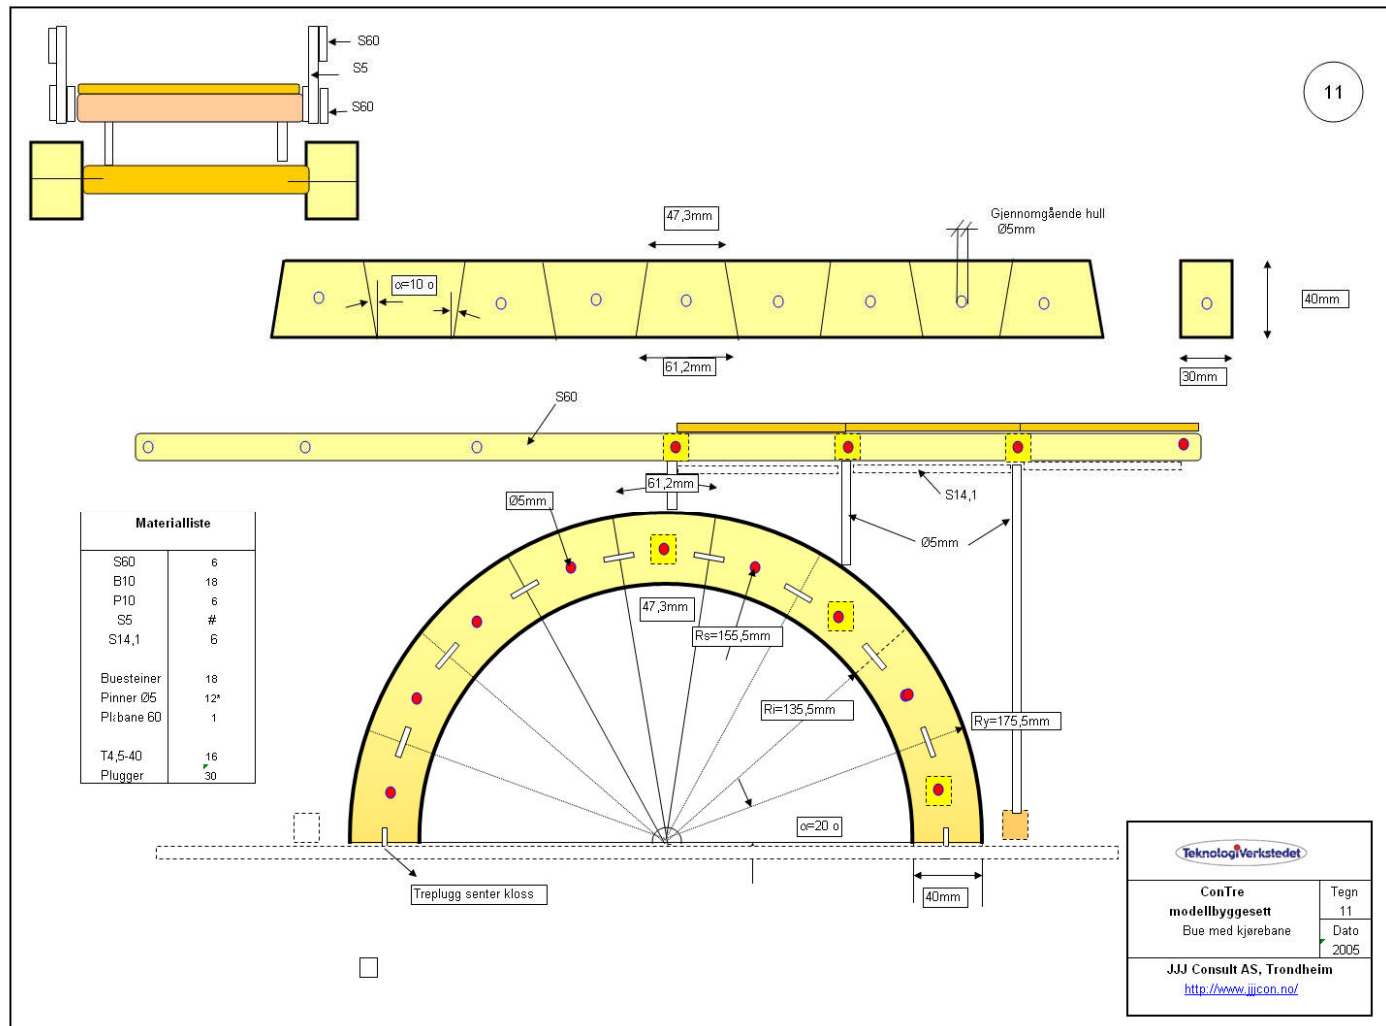 S60
S5
S60
11
47,3mm
Gjennomgående hull
Ø5mm
α=10 o
40mm
61,2mm
30mm
S60
61,2mm
S14,1
Ø5mm
Ø5mm
Materialliste
S60 6
B10 18
P10 6
S5 #
S14,1 6
Buesteiner 18
Pinner Ø5 12*
Pl.bane 60 1
T4,5-40 16
Plugger 30
47,3mm
Rs=155,5mm
Ri=135,5mm
Ry=175,5mm
α=20 o
Treplugg senter kloss
40mm
TeknologiVerkstedet
ConTre
modellbyggesett
Bue med kjørebane
Tegn
11
Dato
2005
JJJ Consult AS, Trondheim
http://www.jjjcon.no/